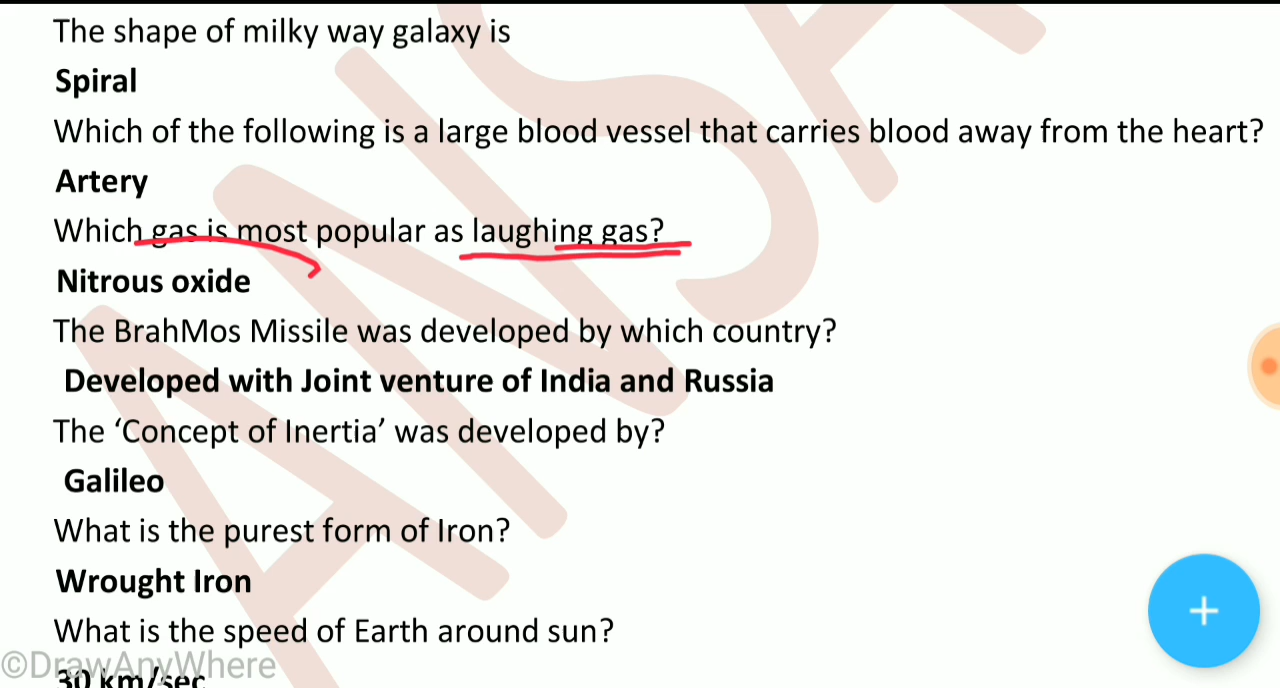 The shape of milky way galaxy is
Spiral
Which of the following is a large blood vessel that carries blood away from the heart?
Artery
Which gas is most popular as laughing gas?
Nitrous oxide
The BrahMos Missile was developed by which country?
Developed with Joint venture of India and Russia
The ‘Concept of Inertia’ was developed by?
Galileo
What is the purest form of Iron?
Wrought Iron
What is the speed of Earth around sun?
©DrawAnyWhere
30 km/sec
+